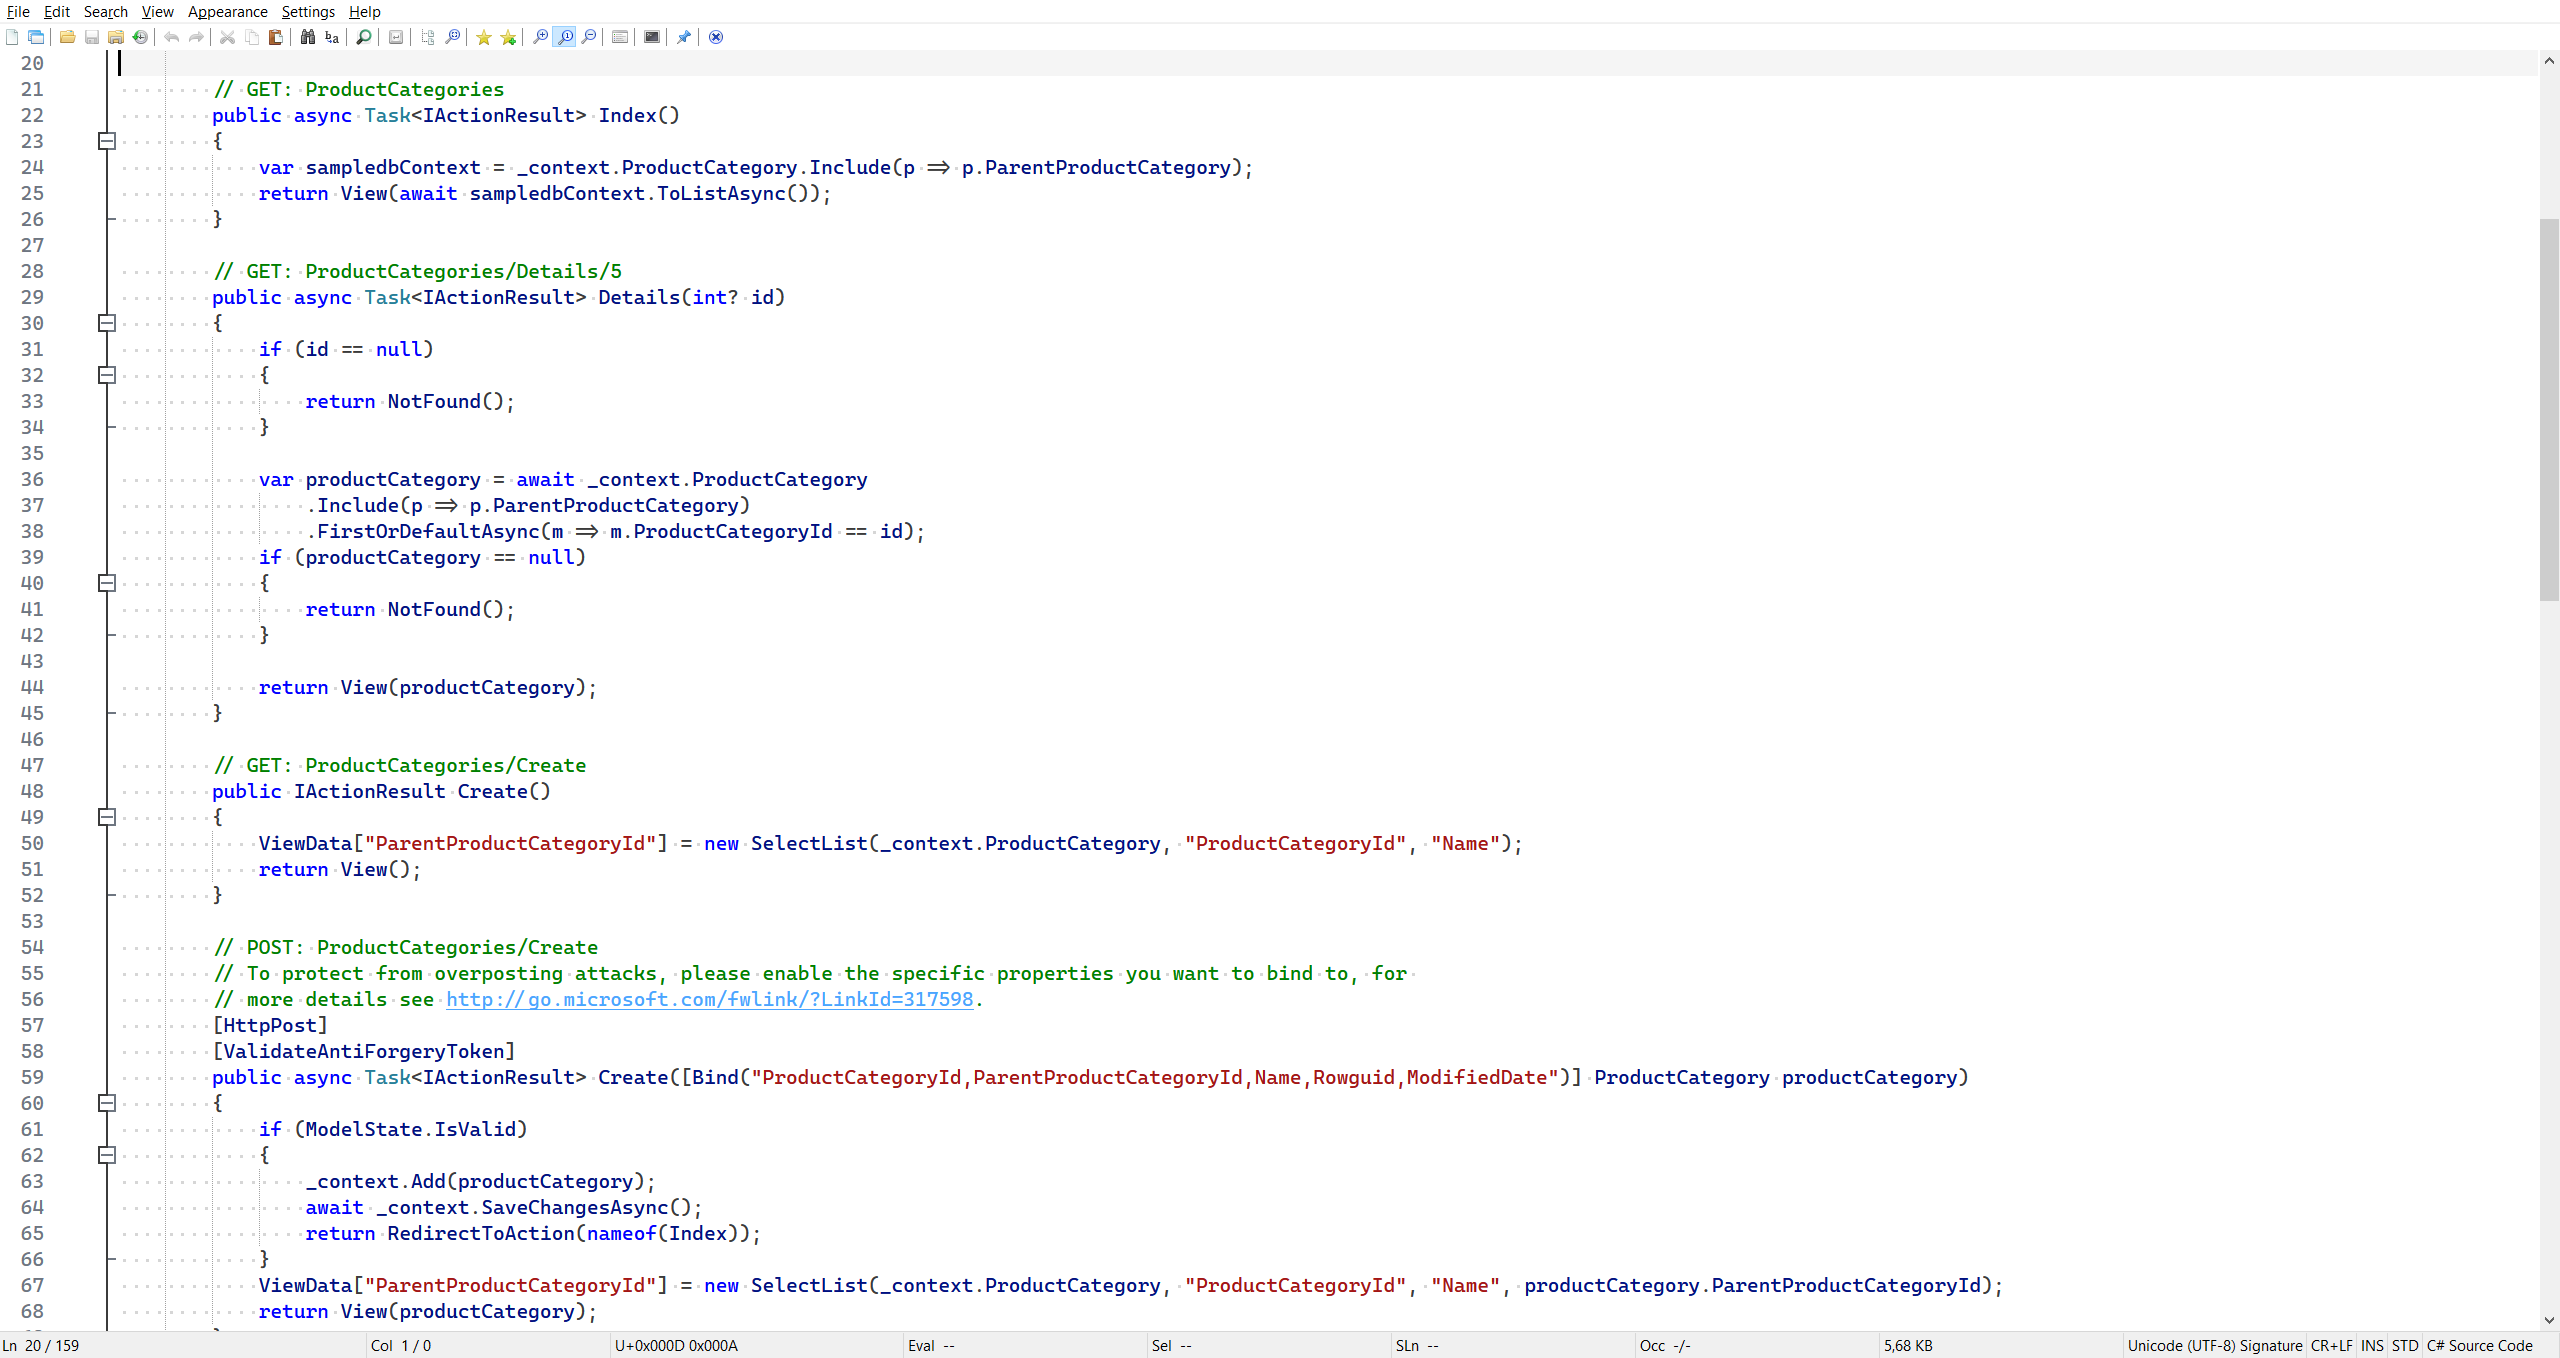 File Edit Search View Appearance Settings Help
20
21 // GET: ProductCategories
22 public async Task<IActionResult> Index()
23 {
24 var sampledbContext = _context.ProductCategory.Include(p => p.ParentProductCategory);
25 return View(await sampledbContext.ToListAsync());
26 }
27
28 // GET: ProductCategories/Details/5
29 public async Task<IActionResult> Details(int? id)
30 {
31 if (id == null)
32 {
33 return NotFound();
34 }
35
36 var productCategory = await _context.ProductCategory
37 .Include(p => p.ParentProductCategory)
38 .FirstOrDefaultAsync(m => m.ProductCategoryId == id);
39 if (productCategory == null)
40 {
41 return NotFound();
42 }
43
44 return View(productCategory);
45 }
46
47 // GET: ProductCategories/Create
48 public IActionResult Create()
49 {
50 ViewData["ParentProductCategoryId"] = new SelectList(_context.ProductCategory, "ProductCategoryId", "Name");
51 return View();
52 }
53
54 // POST: ProductCategories/Create
55 // To protect from overposting attacks, please enable the specific properties you want to bind to, for
56 // more details see http://go.microsoft.com/fwlink/?LinkId=317598.
57 [HttpPost]
58 [ValidateAntiForgeryToken]
59 public async Task<IActionResult> Create([Bind("ProductCategoryId,ParentProductCategoryId,Name,Rowguid,ModifiedDate")] ProductCategory productCategory)
60 {
61 if (ModelState.IsValid)
62 {
63 _context.Add(productCategory);
64 await _context.SaveChangesAsync();
65 return RedirectToAction(nameof(Index));
66 }
67 ViewData["ParentProductCategoryId"] = new SelectList(_context.ProductCategory, "ProductCategoryId", "Name", productCategory.ParentProductCategoryId);
68 return View(productCategory);
Ln 20 / 159 Col 1 / 0 U+0x000D 0x000A Eval -- Sel -- SLn -- Occ -/- 5,68 KB Unicode (UTF-8) Signature CR+LF INS STD C# Source Code